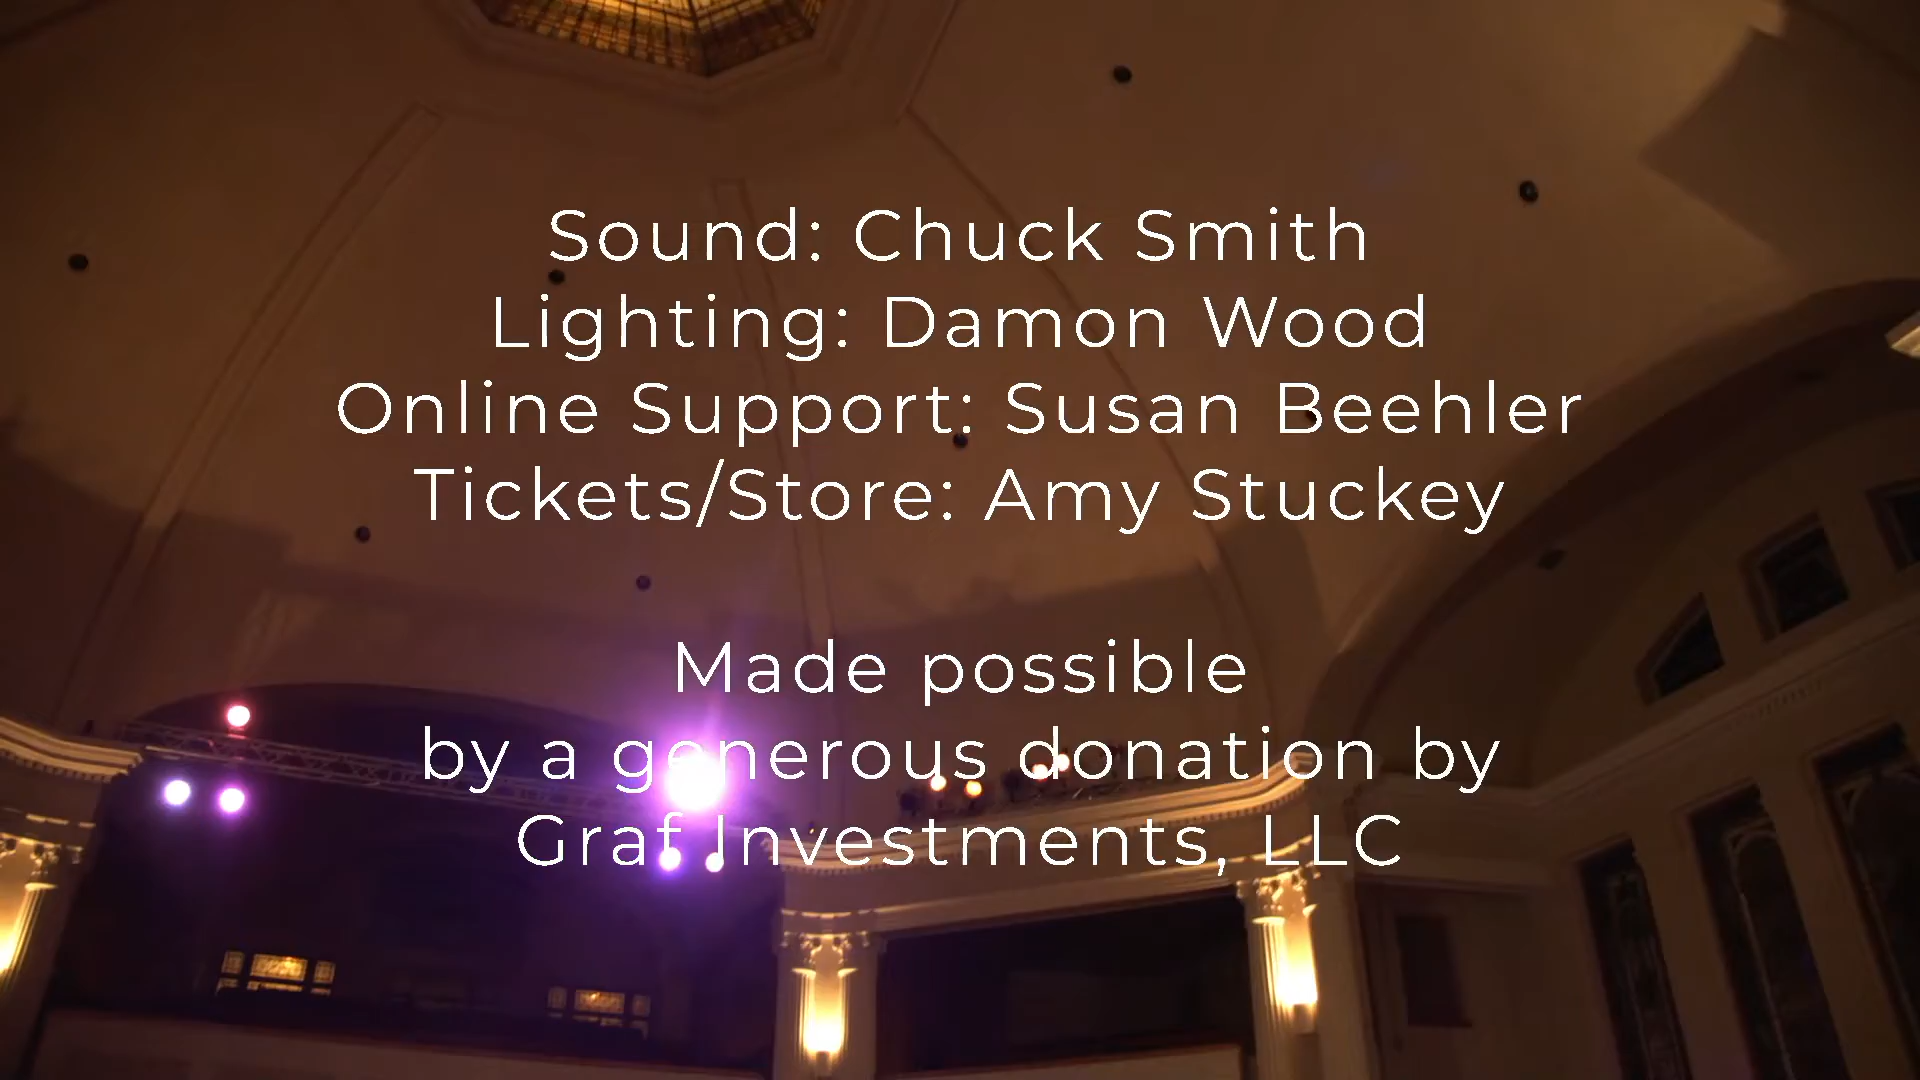 Sound: Chuck Smith
Lighting: Damon Wood
Online Support: Susan Beehler
Tickets/Store: Amy Stuckey
Made possible
by a generous donation by
Graf Investments, LLC